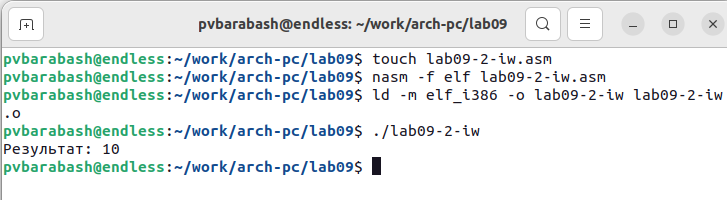 pvbarabash@endless: ~/work/arch-pc/lab09
pvbarabash@endless:~/work/arch-pc/lab09$ touch lab09-2-iw.asm
pvbarabash@endless:~/work/arch-pc/lab09$ nasm -f elf lab09-2-iw.asm
pvbarabash@endless:~/work/arch-pc/lab09$ ld -m elf_i386 -o lab09-2-iw lab09-2-iw
.o
pvbarabash@endless:~/work/arch-pc/lab09$ ./lab09-2-iw
Результат: 10
pvbarabash@endless:~/work/arch-pc/lab09$